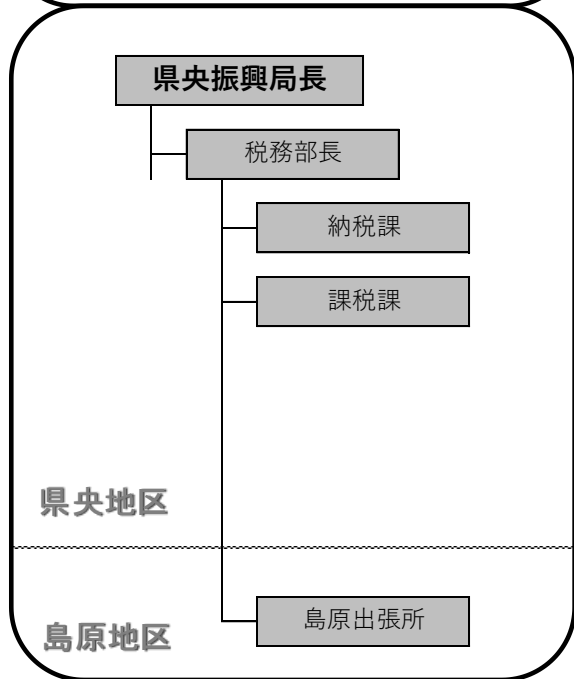 県央振興局長
税務部長
納税課
課税課
県央地区
島原出張所
島原地区